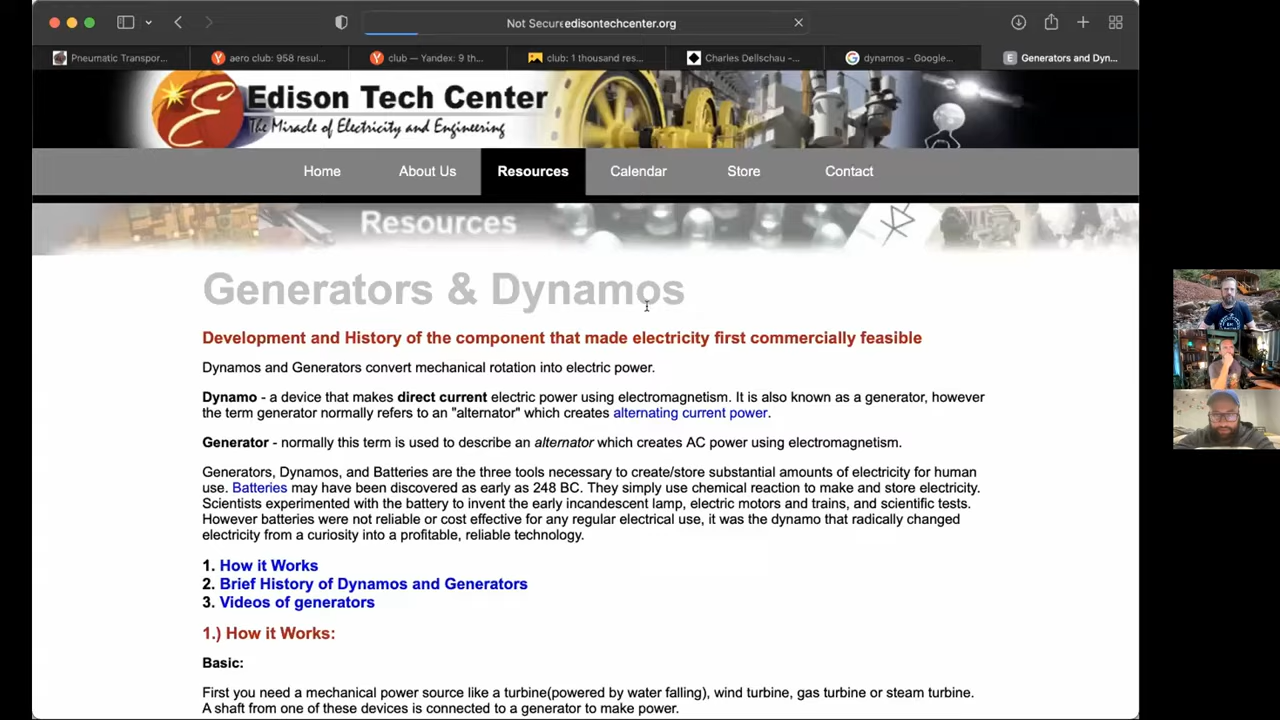 Not Secure
edisontechcenter.org
Pneumatic Transpor...
aero club: 958 resul...
club — Yandex: 9 th...
club: 1 thousand res...
Charles Dellschau -...
dynamos - Google...
Generators and Dyn...
Edison Tech Center
The Miracle of Electricity and Engineering
Home About Us Resources Calendar Store Contact
Resources
Generators & Dynamos
Development and History of the component that made electricity first commercially feasible
Dynamos and Generators convert mechanical rotation into electric power.
Dynamo - a device that makes direct current electric power using electromagnetism. It is also known as a generator, however
the term generator normally refers to an "alternator" which creates alternating current power.
Generator - normally this term is used to describe an alternator which creates AC power using electromagnetism.
Generators, Dynamos, and Batteries are the three tools necessary to create/store substantial amounts of electricity for human
use. Batteries may have been discovered as early as 248 BC. They simply use chemical reaction to make and store electricity.
Scientists experimented with the battery to invent the early incandescent lamp, electric motors and trains, and scientific tests.
However batteries were not reliable or cost effective for any regular electrical use, it was the dynamo that radically changed
electricity from a curiosity into a profitable, reliable technology.
1. How it Works
2. Brief History of Dynamos and Generators
3. Videos of generators
1.) How it Works:
Basic:
First you need a mechanical power source like a turbine(powered by water falling), wind turbine, gas turbine or steam turbine.
A shaft from one of these devices is connected to a generator to make power.